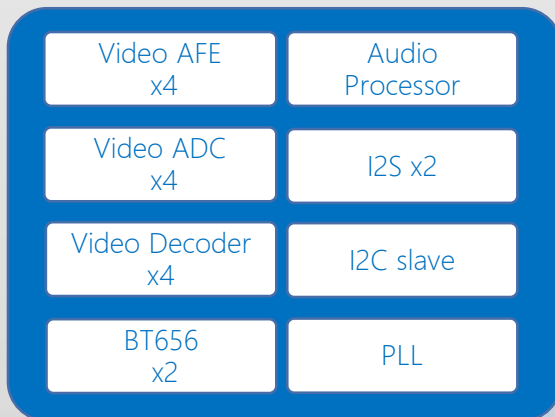 Video AFE
x4
Audio
Processor
Video ADC
x4
I2S x2
Video Decoder
x4
I2C slave
BT656
x2
PLL